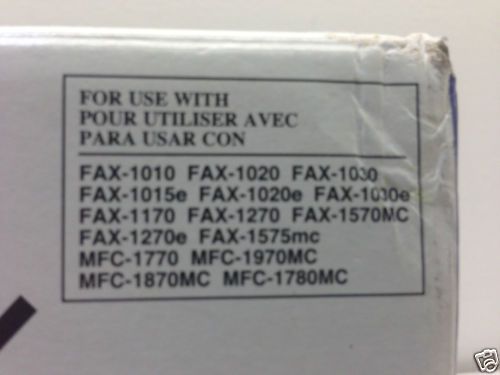 FOR USE WITH
POUR UTILISER AVEC
PARA USAR CON
FAX-1010 FAX-1020 FAX-1030
FAX-1015e FAX-1020e FAX-1030e
FAX-1170 FAX-1270 FAX-1570MC
FAX-1270e FAX-1575mc
MFC-1770 MFC-1970MC
MFC-1870MC MFC-1780MC